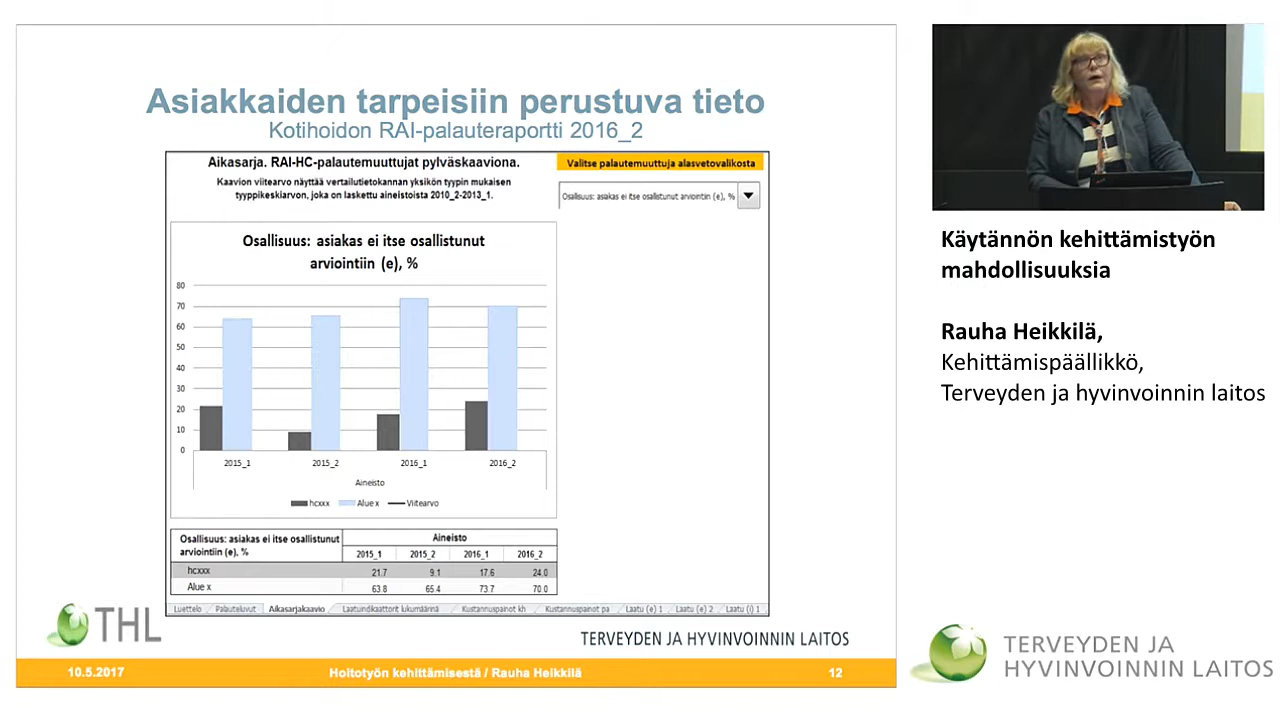 Asiakkaiden tarpeisiin perustuva tieto
Kotihoidon RAI-palauteraportti 2016_2
Aikasarja. RAI-HC-palautemuuttujat pylväskaaviona.
Kaavion viitearvo näyttää vertailutietokannan yksikön tyypin mukaisen
tyyppikeskiarvon, joka on laskettu aineistoista 2010_2-2013_1.
Valitse palautemuuttuja alasvetovalikosta
Osallisuus: asiakas ei itse osallistunut arviointiin (e), %
Osallisuus: asiakas ei itse osallistunut
arviointiin (e), %
80
70
60
50
40
30
20
10
0
2015_1 2015_2 2016_1 2016_2
Aineisto
hcxxx Alue x Viitearvo
Osallisuus: asiakas ei itse osallistunut
arviointiin (e), %
Aineisto
2015_1 2015_2 2016_1 2016_2
hcxxx 21.7 9.1 17.6 24.0
Alue x 63.8 65.4 73.7 70.0
Luettelo Palauteluvut Aikasarjakaavio Laatuindikaattorit lukumäärinä Kustannuspainot kh Kustannuspainot pa Laatu (e) 1 Laatu (e) 2 Laatu (i) 1
THL
TERVEYDEN JA HYVINVOINNIN LAITOS
10.5.2017 Hoitotyön kehittämisestä / Rauha Heikkilä 12
Käytännön kehittämistyön
mahdollisuuksia
Rauha Heikkilä,
Kehittämispäällikkö,
Terveyden ja hyvinvoinnin laitos
TERVEYDEN JA
HYVINVOINNIN LAITOS